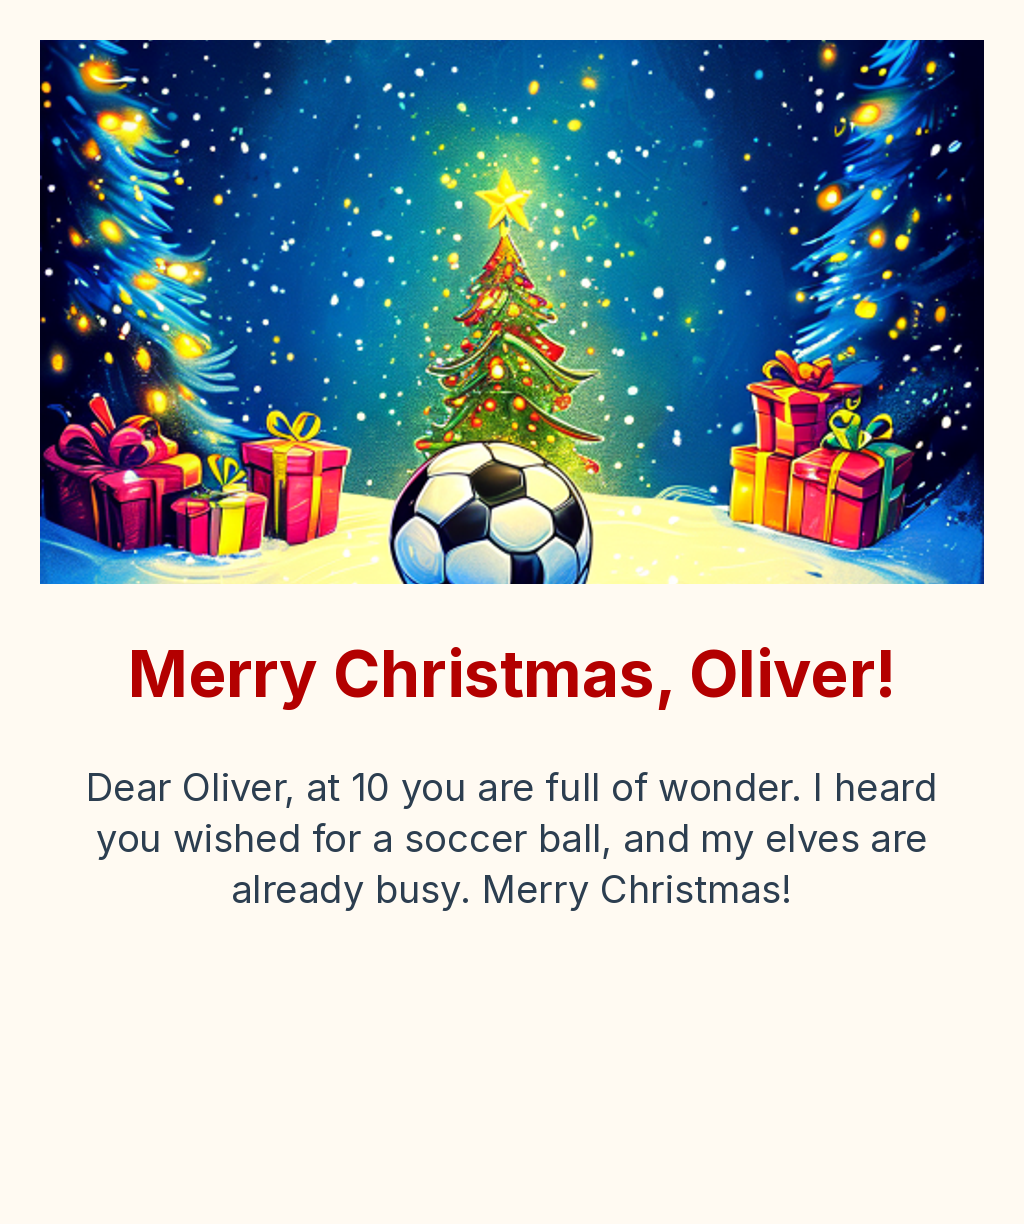 Merry Christmas, Oliver!
Dear Oliver, at 10 you are full of wonder. I heard
you wished for a soccer ball, and my elves are
already busy. Merry Christmas!